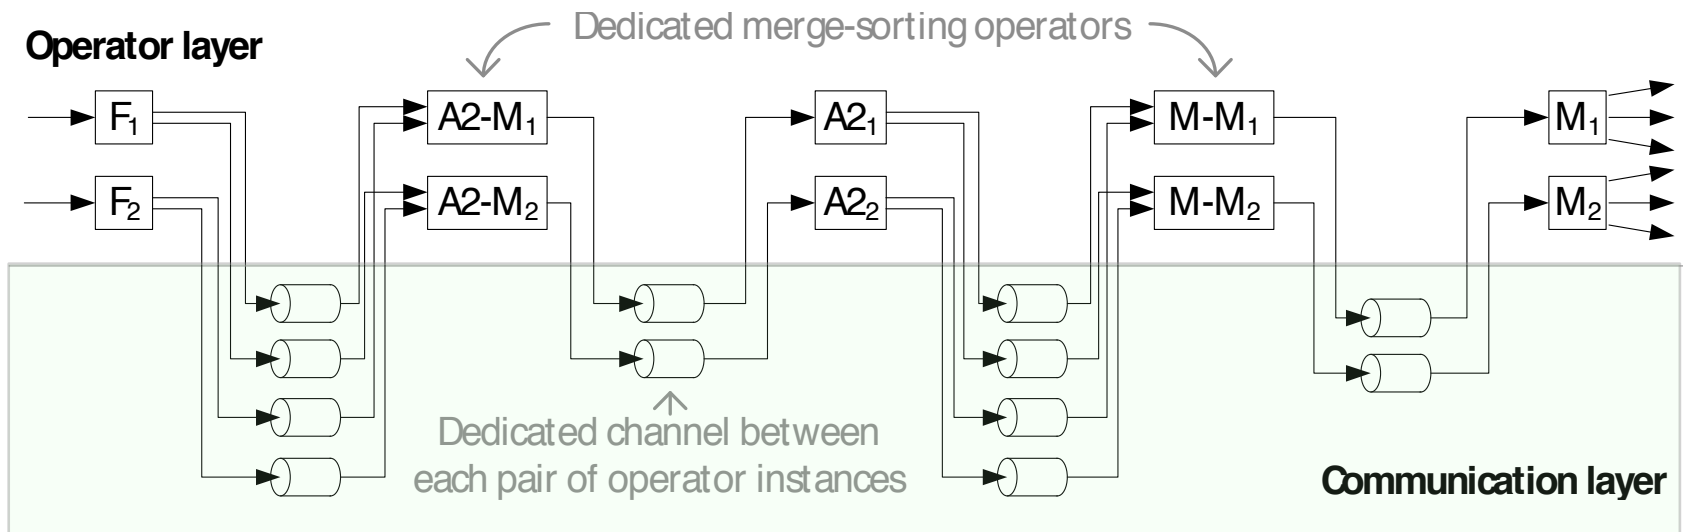 Dedicated merge-sorting operators
Operator layer
F1 A2-M1 A21 M-M1 M1
F2 A2-M2 A22 M-M2 M2
Dedicated channel between
each pair of operator instances
Communication layer